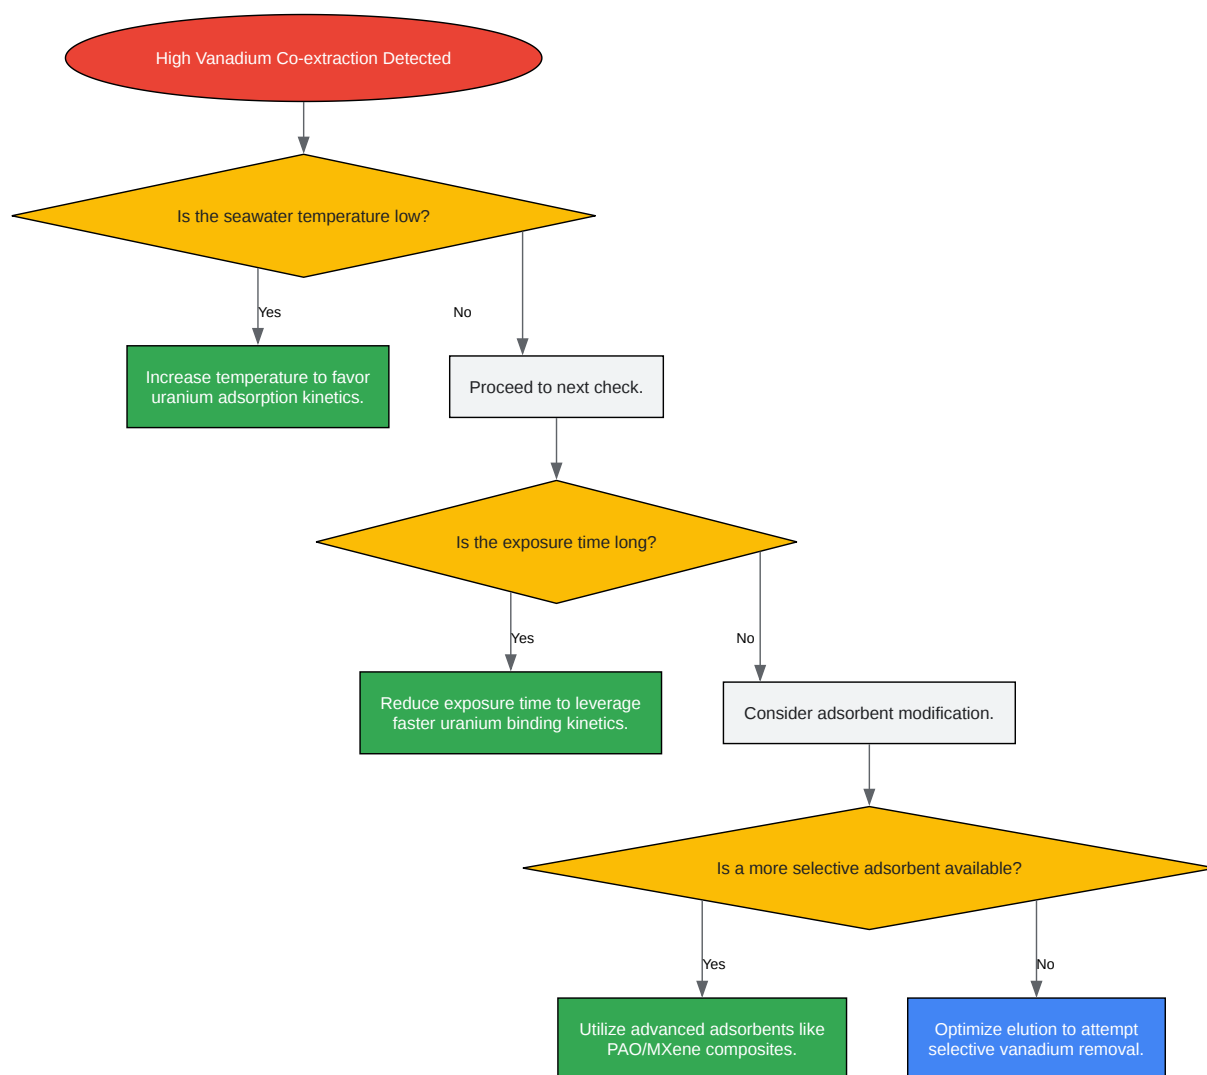 High Vanadium Co-extraction Detected
Is the seawater temperature low?
Yes
No
Increase temperature to favor
uranium adsorption kinetics.
Proceed to next check.
Is the exposure time long?
Yes
No
Reduce exposure time to leverage
faster uranium binding kinetics.
Consider adsorbent modification.
Is a more selective adsorbent available?
Yes
No
Utilize advanced adsorbents like
PAO/MXene composites.
Optimize elution to attempt
selective vanadium removal.